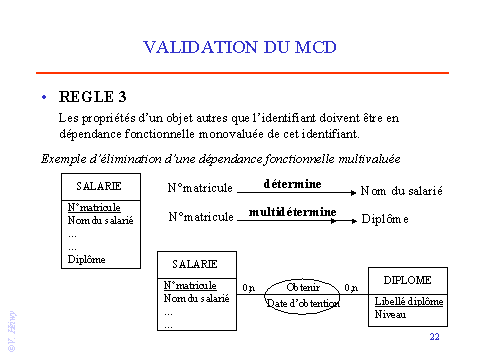 VALIDATION DU MCD
• REGLE 3
Les propriétés d'un objet autres que l'identifiant doivent être en
dépendance fonctionnelle monovaluée de cet identifiant.
Exemple d'élimination d'une dépendance fonctionnelle multivaluée
SALARIE
N°matricule
Nom du salarié
...
...
Diplôme
N°matricule détermine Nom du salarié
N°matricule multidétermine Diplôme
SALARIE
N°matricule
Nom du salarié
...
...
0,n
Obtenir
Date d'obtention
0,n
DIPLOME
Libellé diplôme
Niveau
22